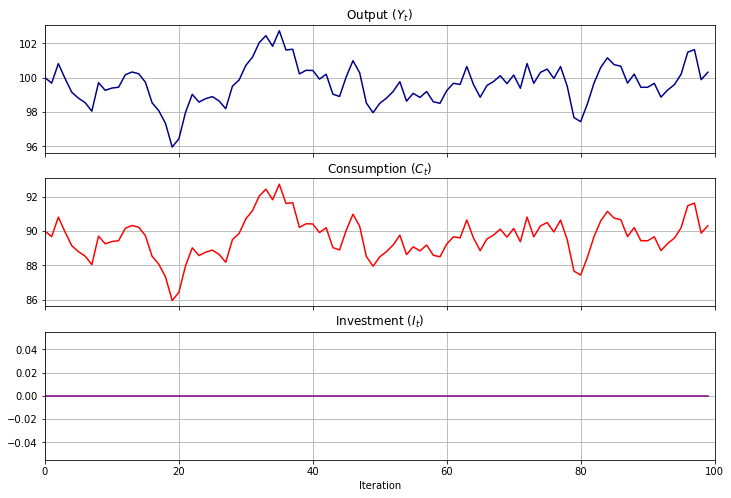 Output (Y_t)
102
100
98
96
Consumption (C_t)
92
90
88
86
Investment (I_t)
0.04
0.02
0.00
−0.02
−0.04
0 20 40 60 80 100
Iteration